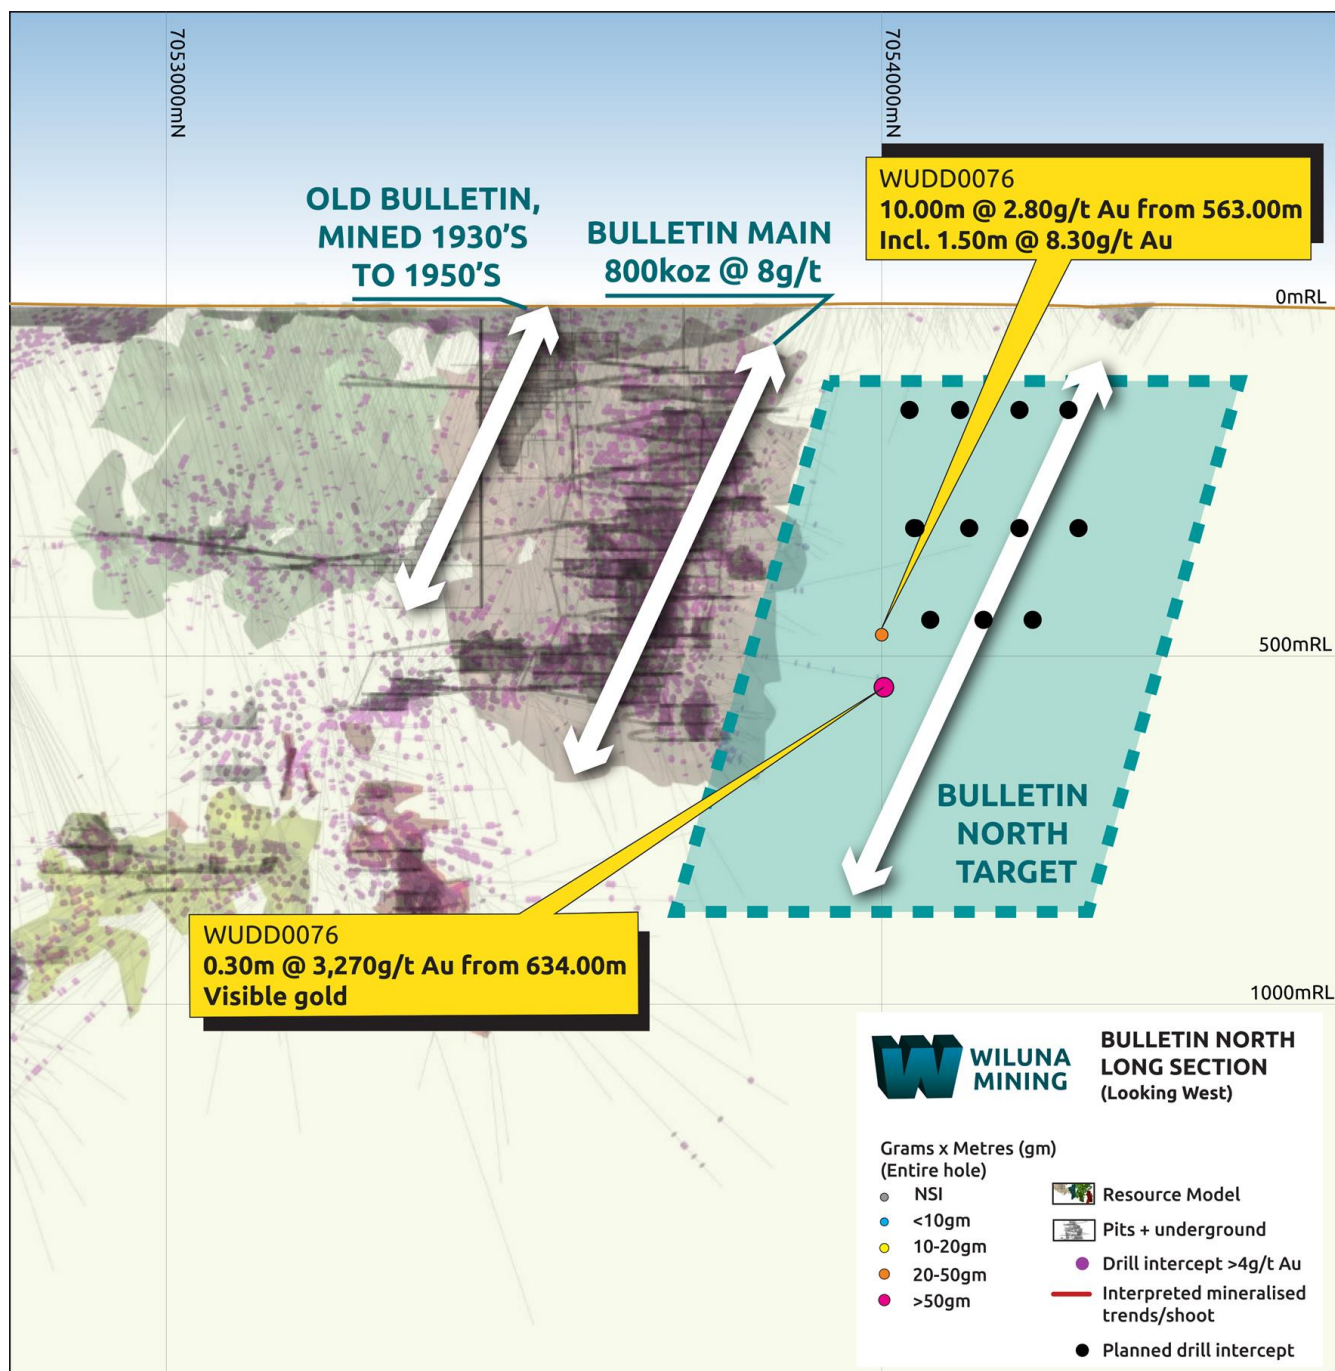 7053000mN
7054000mN
WUDD0076
10.00m @ 2.80g/t Au from 563.00m
Incl. 1.50m @ 8.30g/t Au
OLD BULLETIN,
MINED 1930'S
TO 1950'S
BULLETIN MAIN
800koz @ 8g/t
0mRL
500mRL
BULLETIN
NORTH
TARGET
WUDD0076
0.30m @ 3,270g/t Au from 634.00m
Visible gold
1000mRL
W
WILUNA
MINING
BULLETIN NORTH
LONG SECTION
(Looking West)
Grams x Metres (gm)
(Entire hole)
NSI
<10gm
10-20gm
20-50gm
>50gm
Resource Model
Pits + underground
Drill intercept >4g/t Au
Interpreted mineralised
trends/shoot
Planned drill intercept